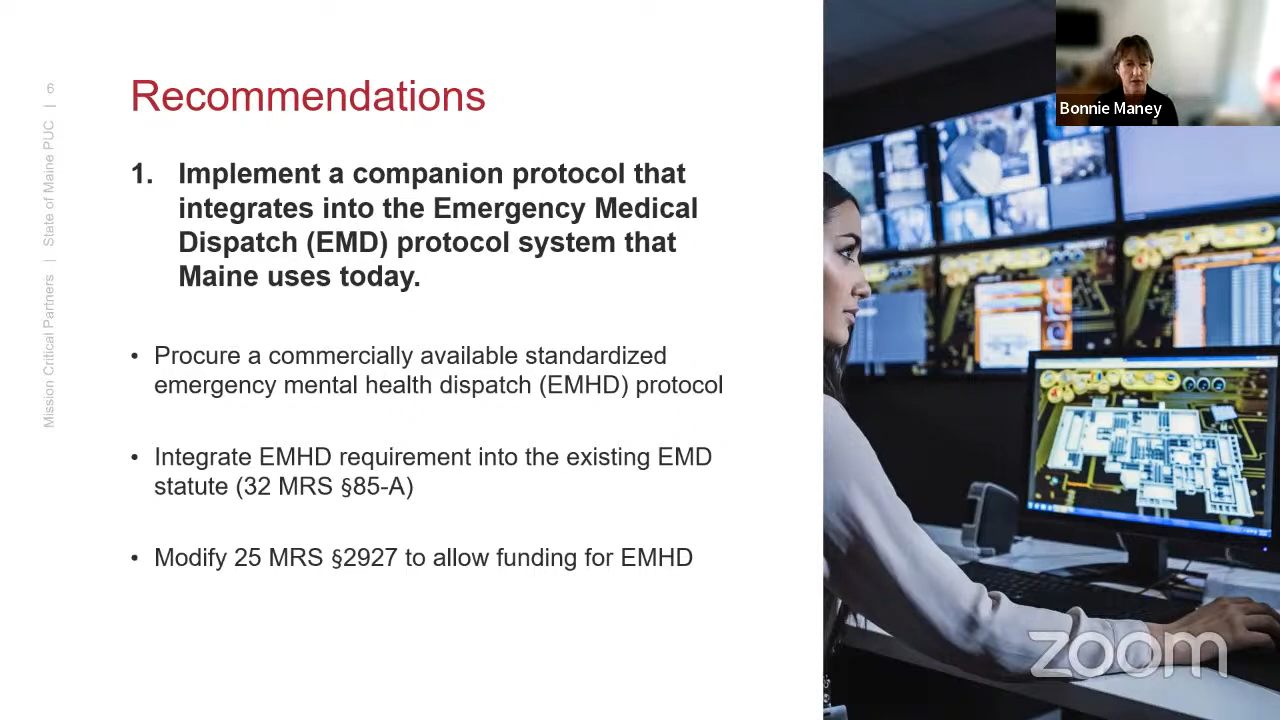 Recommendations
1. Implement a companion protocol that
integrates into the Emergency Medical
Dispatch (EMD) protocol system that
Maine uses today.
• Procure a commercially available standardized
emergency mental health dispatch (EMHD) protocol
• Integrate EMHD requirement into the existing EMD
statute (32 MRS §85-A)
• Modify 25 MRS §2927 to allow funding for EMHD
Mission Critical Partners | State of Maine PUC | 6
Bonnie Maney
zoom